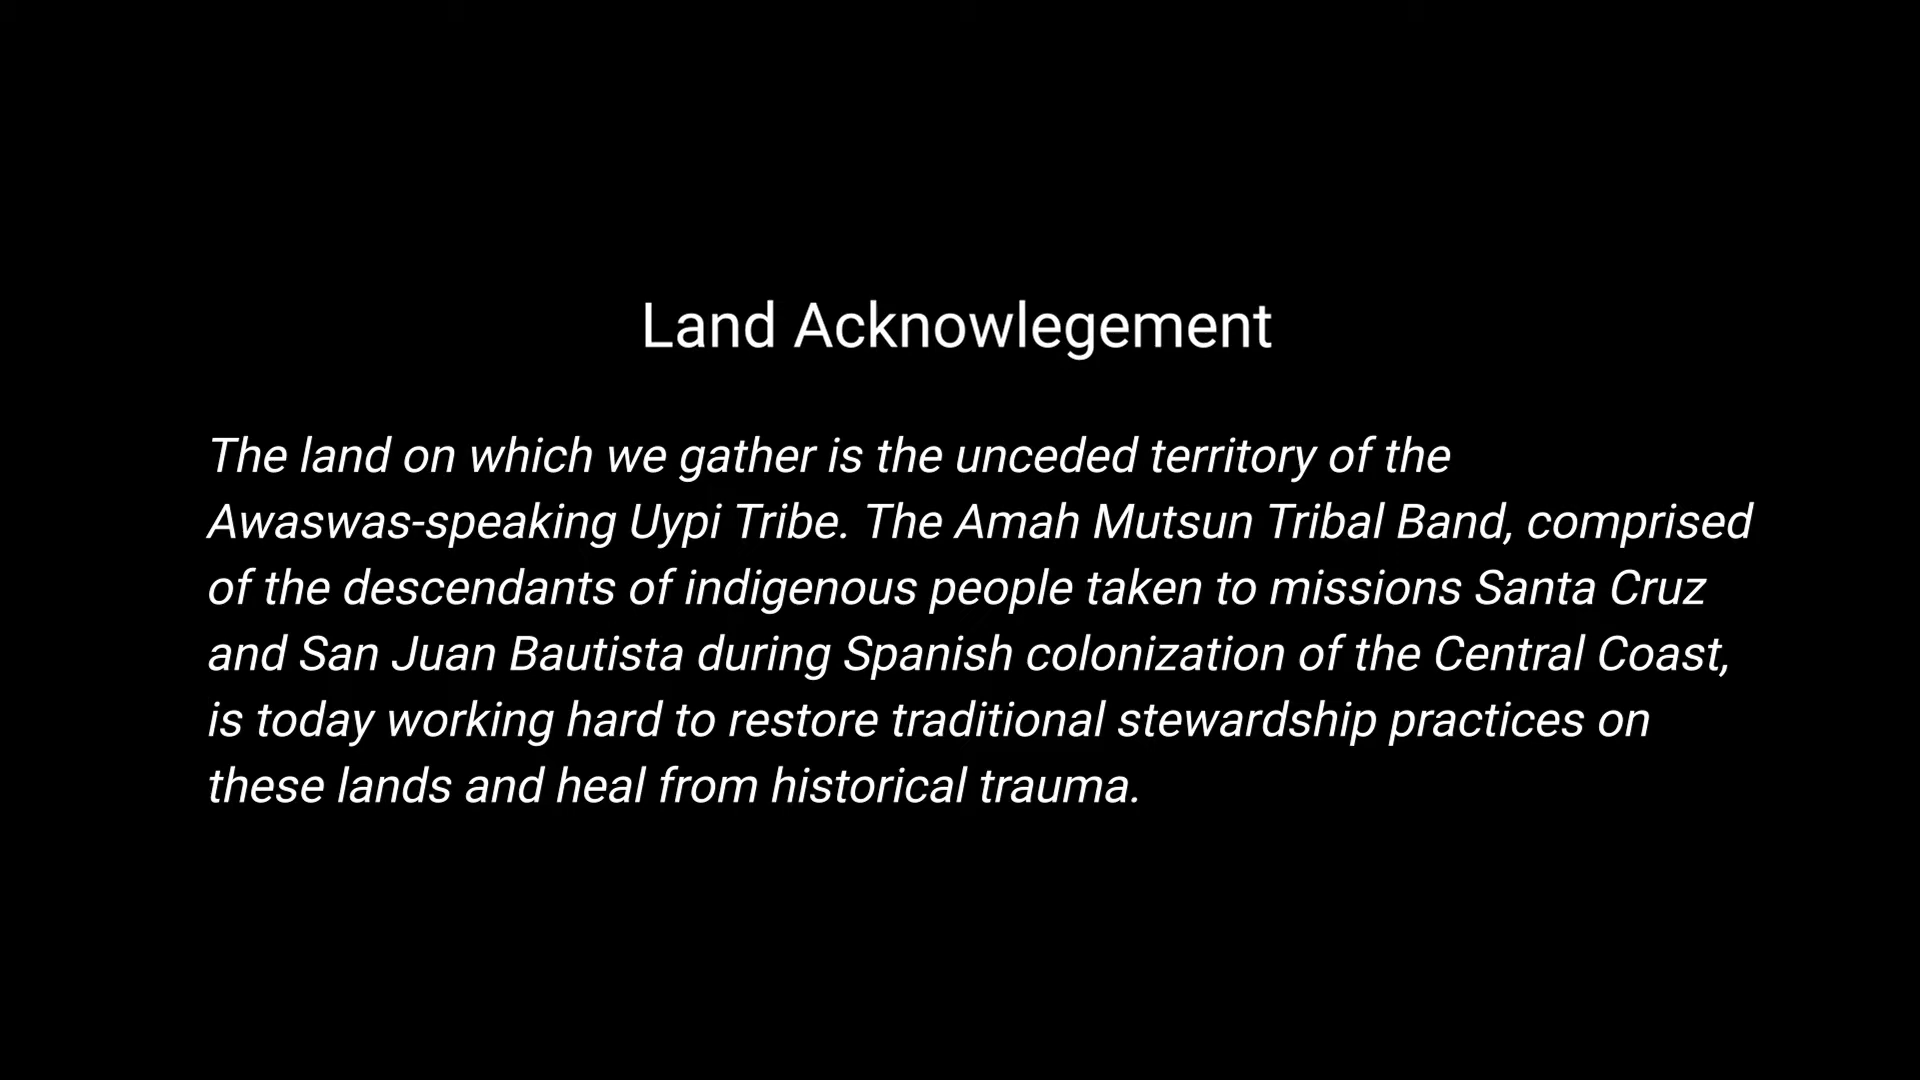 Land Acknowlegement
The land on which we gather is the unceded territory of the
Awaswas-speaking Uypi Tribe. The Amah Mutsun Tribal Band, comprised
of the descendants of indigenous people taken to missions Santa Cruz
and San Juan Bautista during Spanish colonization of the Central Coast,
is today working hard to restore traditional stewardship practices on
these lands and heal from historical trauma.